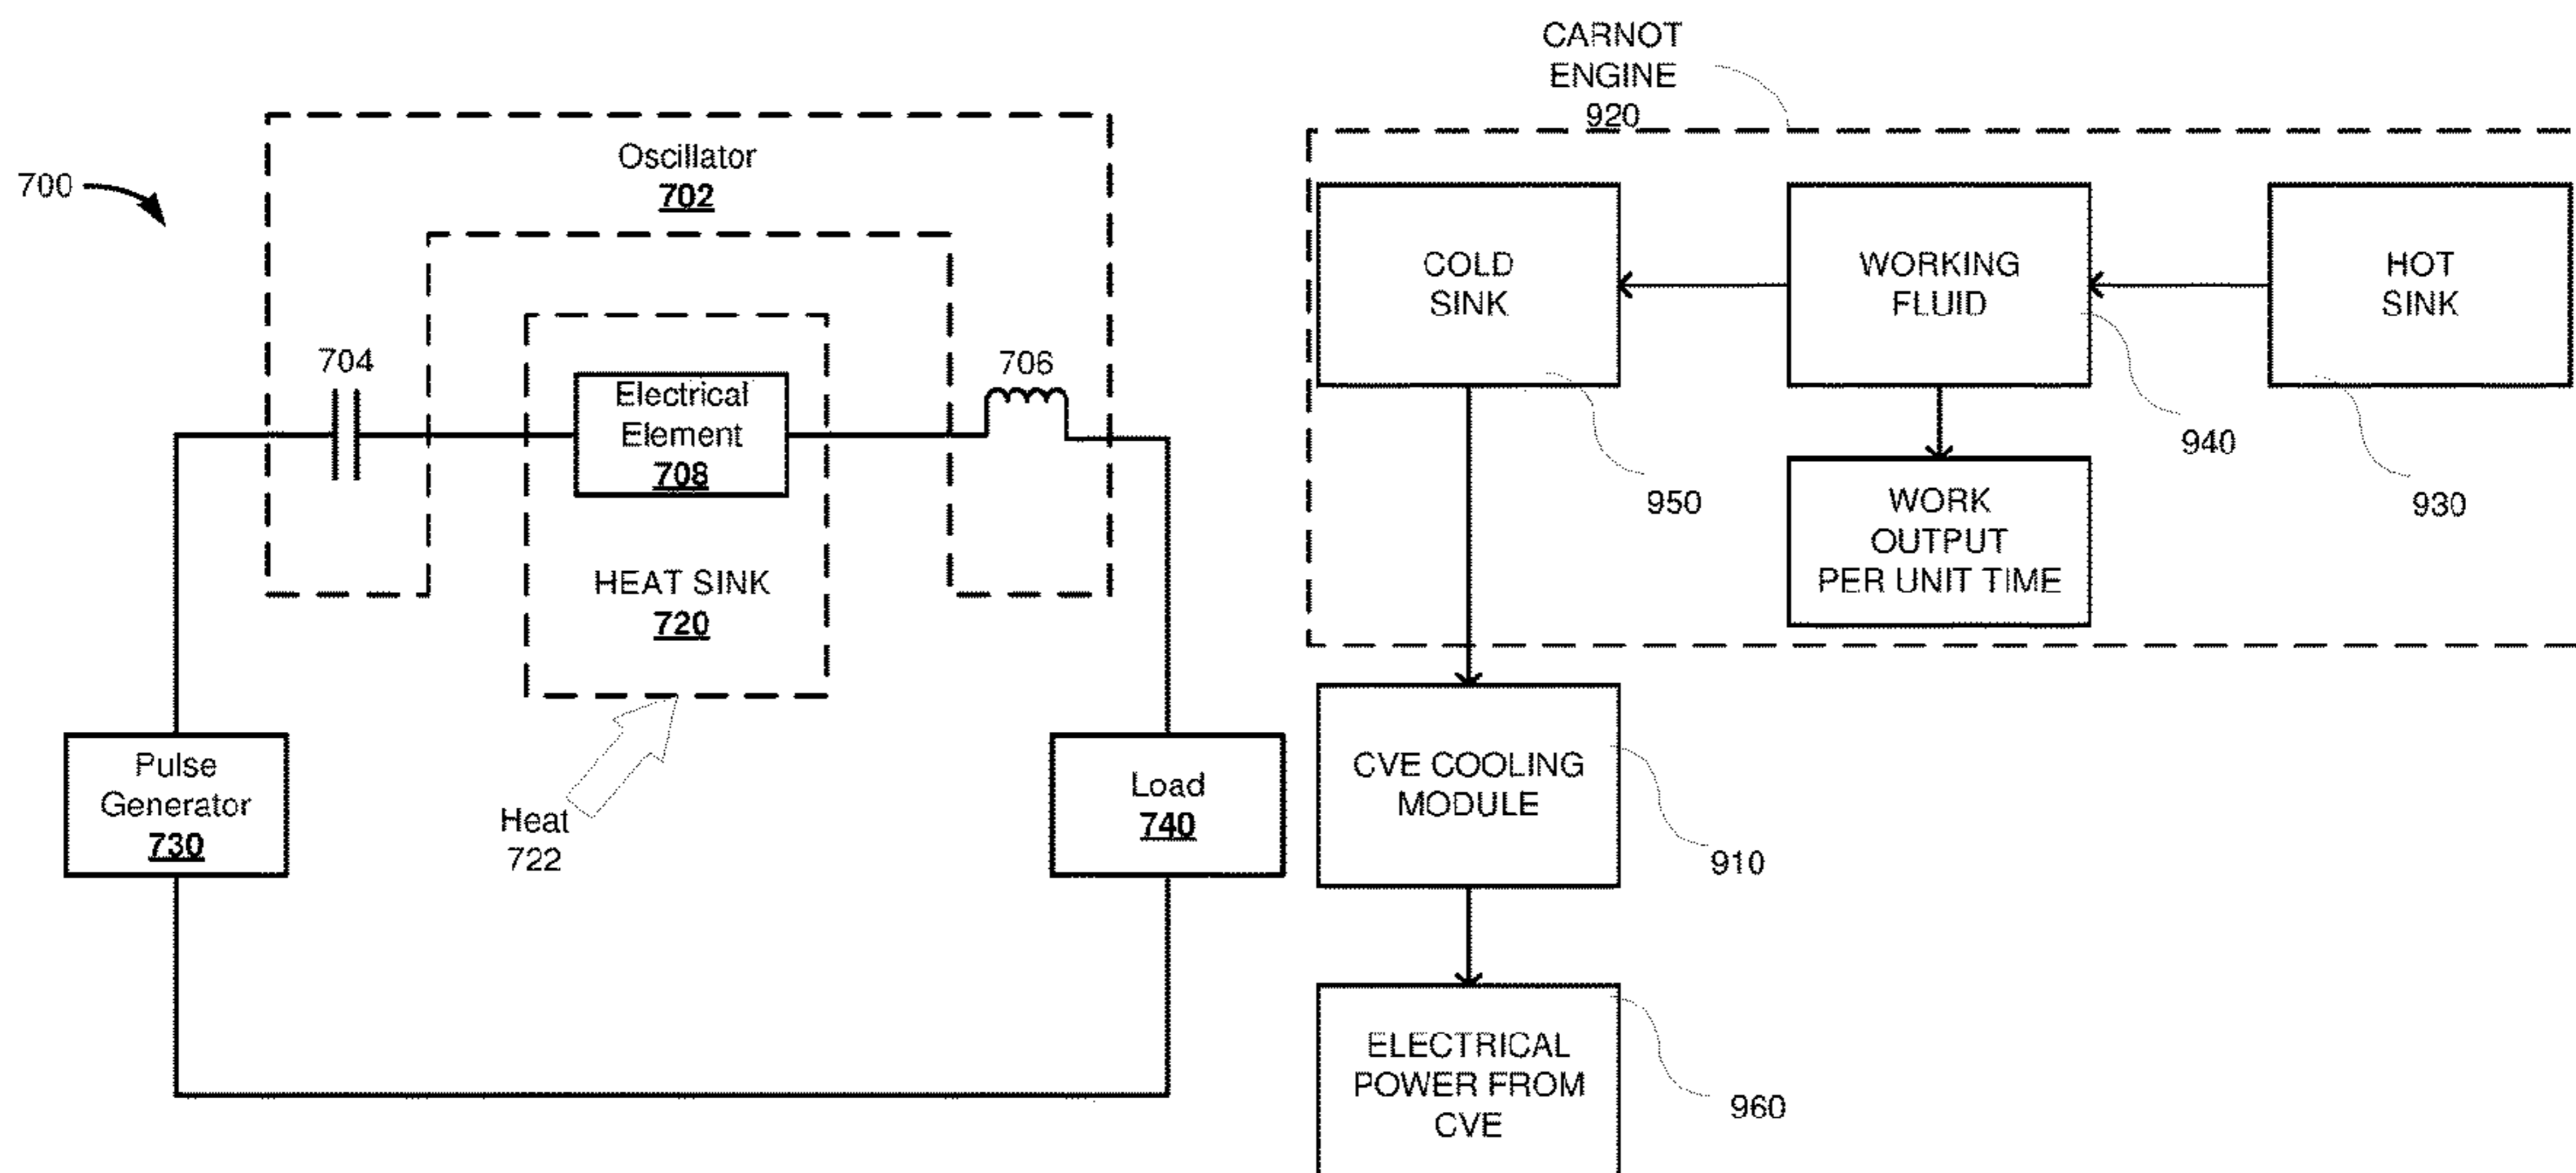 700
Oscillator
702
704
706
Electrical
Element
708
HEAT SINK
720
Pulse
Generator
730
Heat
722
Load
740
CARNOT
ENGINE
920
COLD
SINK
WORKING
FLUID
HOT
SINK
950
940
930
WORK
OUTPUT
PER UNIT TIME
CVE COOLING
MODULE
910
ELECTRICAL
POWER FROM
CVE
960